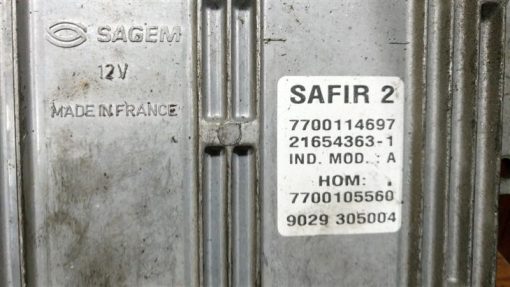 SAGEM
12V
MADE IN FRANCE
SAFIR 2
7700114697
21654363-1
IND. MOD. : A
HOM: .
7700105560
9029 305004